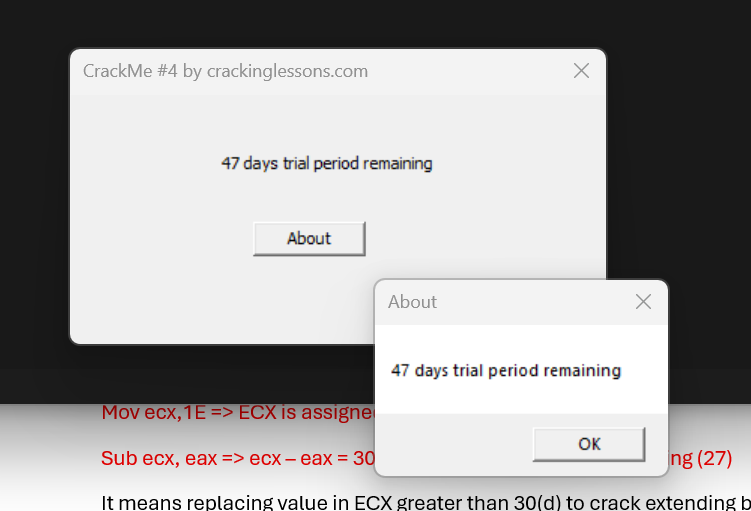 CrackMe #4 by crackinglessons.com
47 days trial period remaining
About
About
47 days trial period remaining
OK
Mov ecx,1E => ECX is assigned
Sub ecx, eax => ecx – eax = 30 ng (27)
It means replacing value in ECX greater than 30(d) to crack extending b